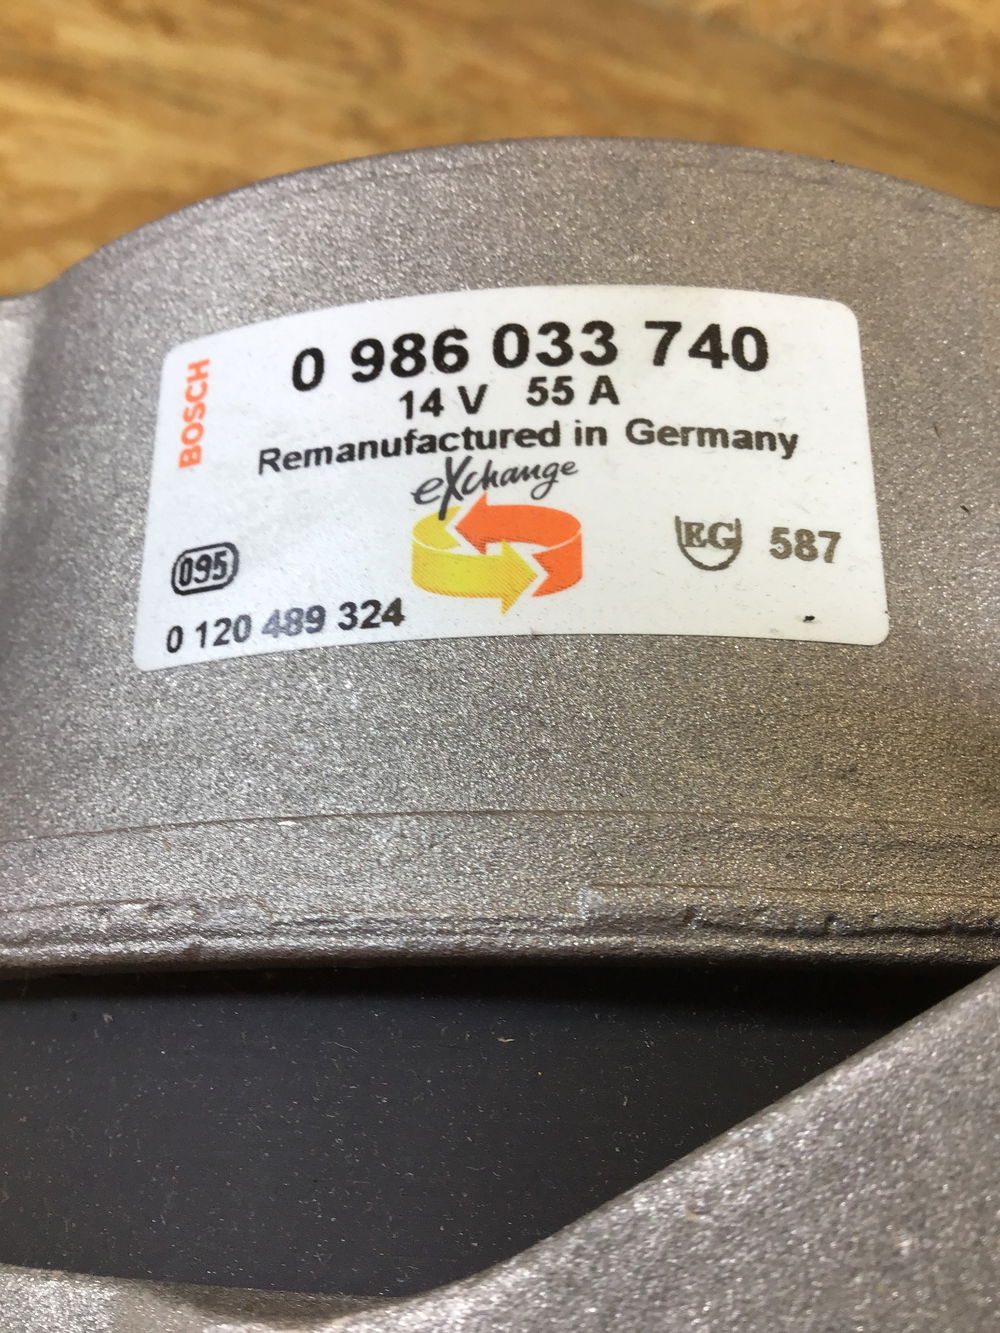 BOSCH
0 986 033 740
14 V 55 A
Remanufactured in Germany
eXchange
095
EG 587
0 120 489 324